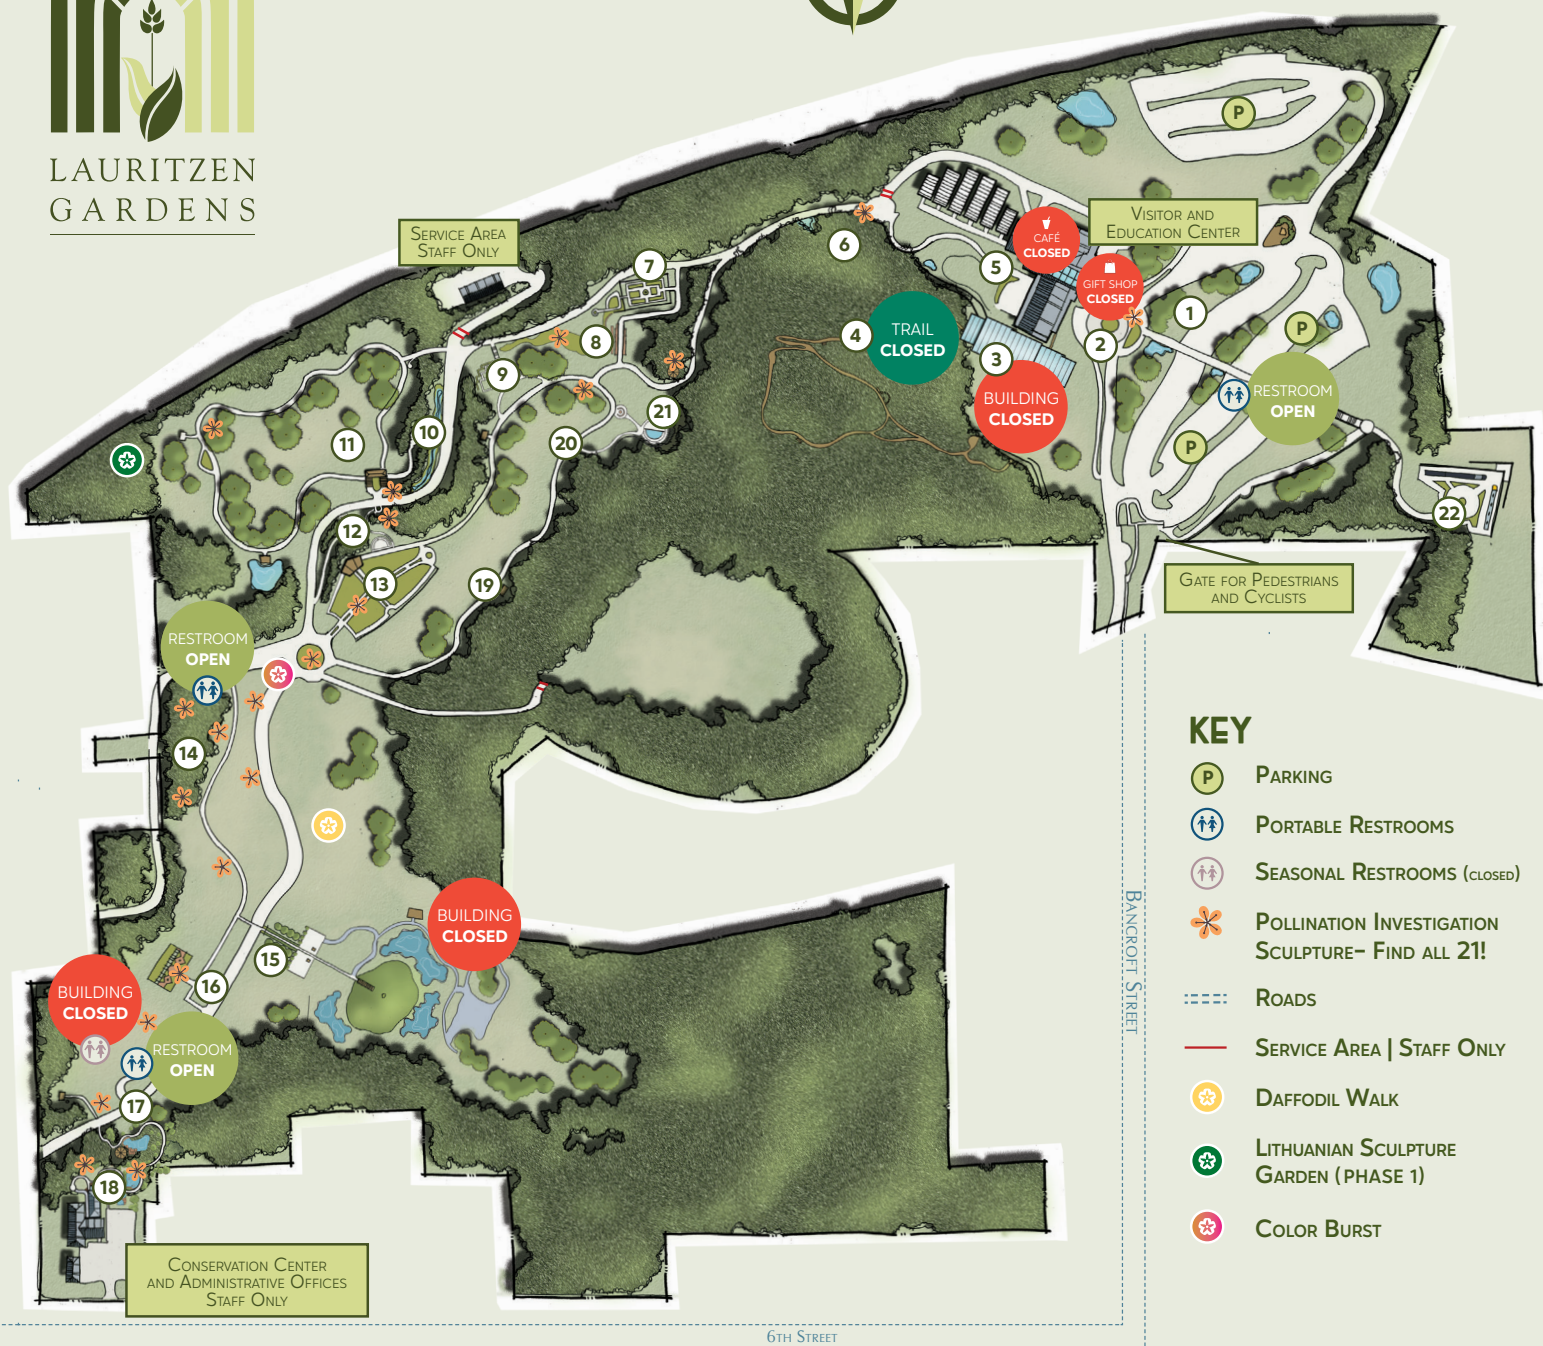 LAURITZEN
GARDENS
Service Area
Staff Only
Visitor and
Education Center
CAFÉ
CLOSED
GIFT SHOP
CLOSED
P
P
P
1
2
3
4
5
6
7
8
9
10
11
12
13
14
15
16
17
18
19
20
21
22
TRAIL
CLOSED
BUILDING
CLOSED
RESTROOM
OPEN
Gate for Pedestrians
and Cyclists
RESTROOM
OPEN
BUILDING
CLOSED
BUILDING
CLOSED
RESTROOM
OPEN
Conservation Center
and Administrative Offices
Staff Only
Bancroft Street
6th Street
KEY
P Parking
Portable Restrooms
Seasonal Restrooms (closed)
Pollination Investigation
Sculpture– Find all 21!
Roads
Service Area | Staff Only
Daffodil Walk
Lithuanian Sculpture
Garden (phase 1)
Color Burst